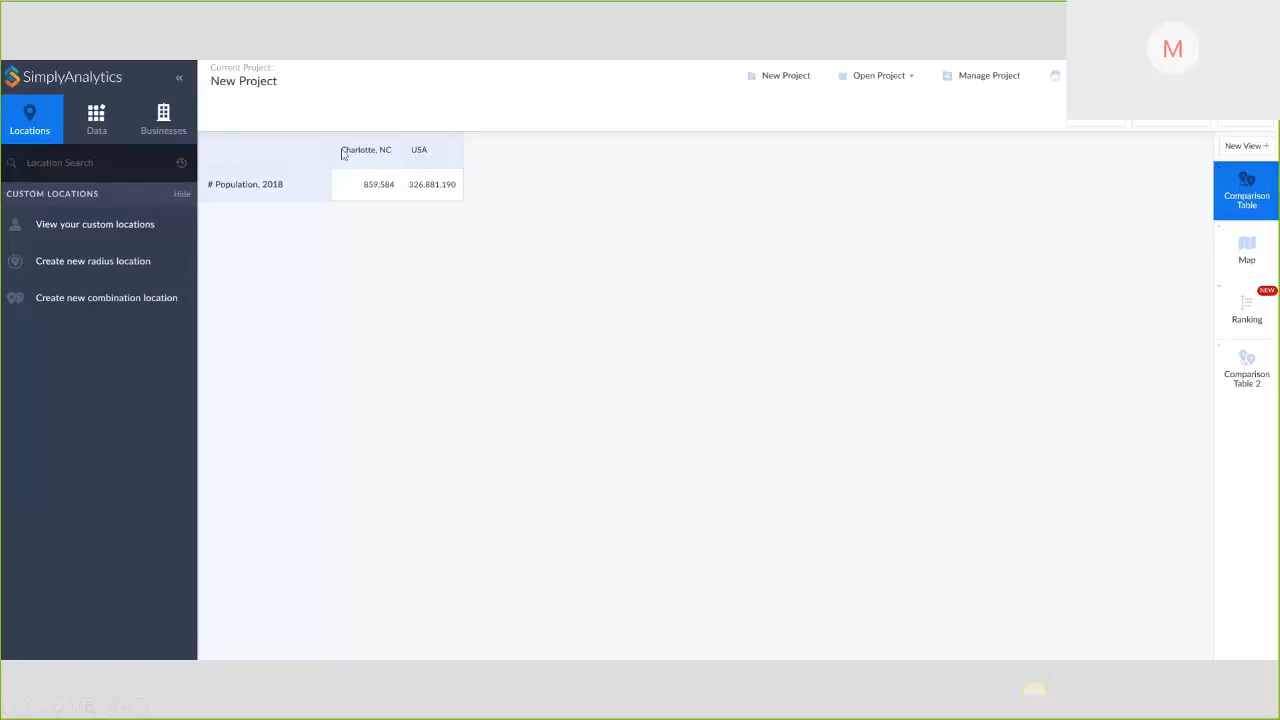 M
SimplyAnalytics «
Current Project:
New Project
New Project
Open Project
Manage Project
Locations
Data
Businesses
Location Search
CUSTOM LOCATIONS Hide
View your custom locations
Create new radius location
Create new combination location
Charlotte, NC USA
# Population, 2018 859,584 326,881,190
New View +
Comparison
Table
Map
NEW
Ranking
Comparison
Table 2